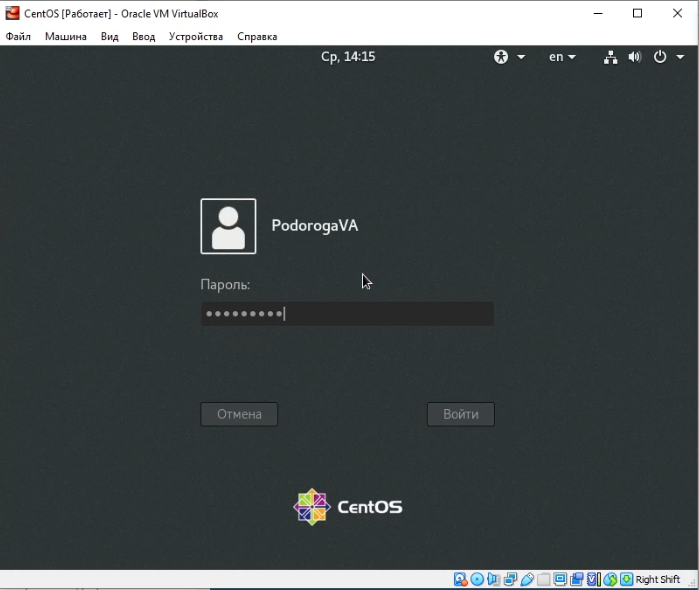 CentOS [Работает] - Oracle VM VirtualBox
Файл Машина Вид Ввод Устройства Справка
Ср, 14:15 en
PodorogaVA
Пароль:
Отмена Войти
CentOS
Right Shift